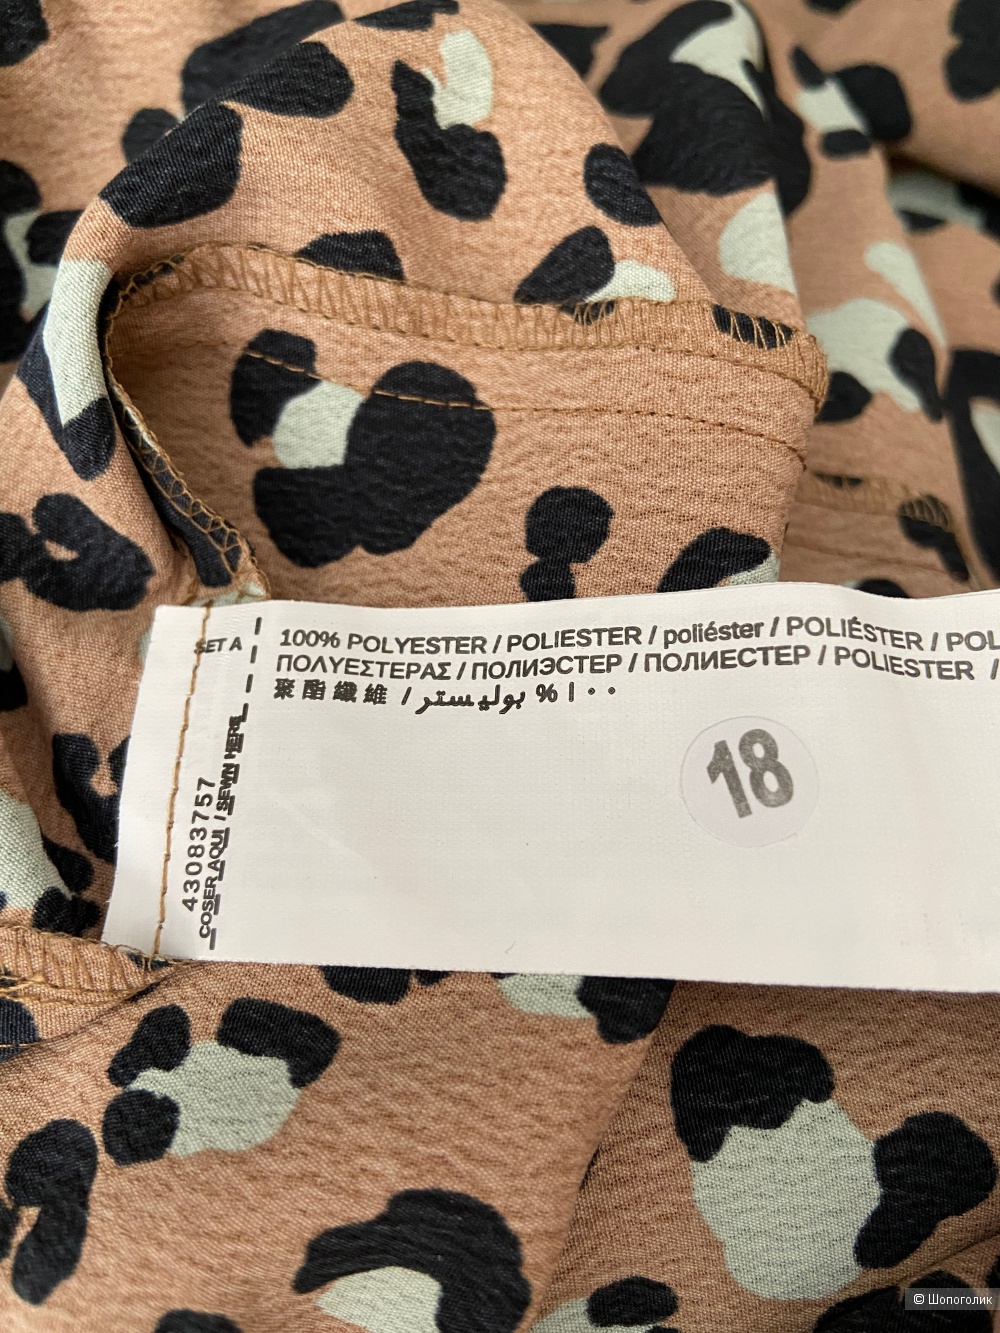 SET A
100% POLYESTER / POLIESTER / poliéster / POLIÉSTER / POL
ΠΟΛΥΕΣΤΕΡΑΣ / ПОЛИЭСТЕР / ПОЛИЕСТЕР / POLIESTER /
聚酯纖維 / بوليستر %١٠٠
18
43083757
COSER AQUI / SEWN HERE
© Шопоголик